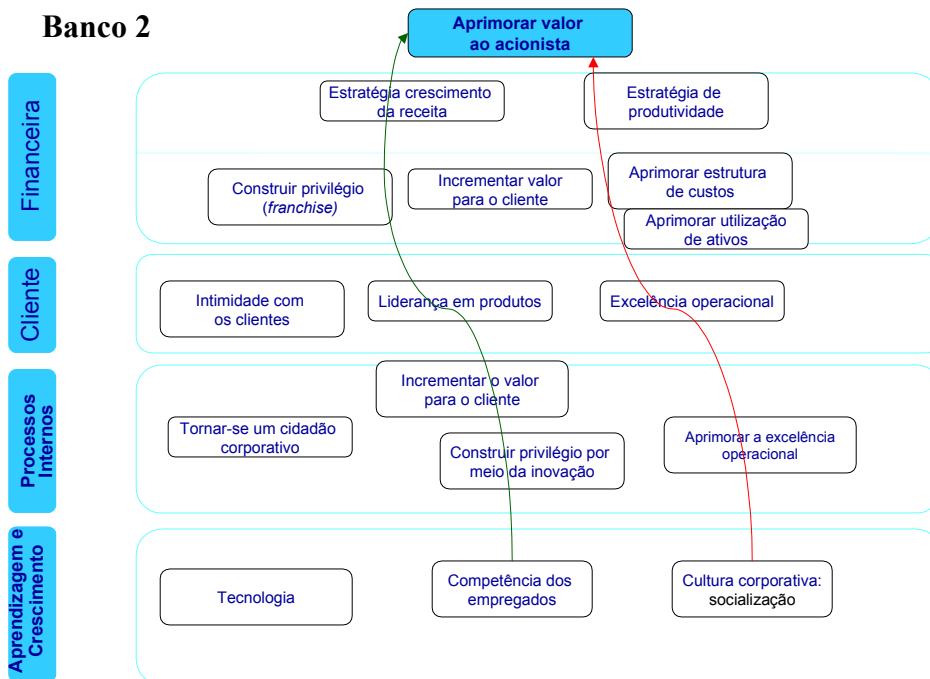 Banco 2
Aprimorar valor
ao acionista
Financeira
Estratégia crescimento
da receita
Estratégia de
produtividade
Construir privilégio
(franchise)
Incrementar valor
para o cliente
Aprimorar estrutura
de custos
Aprimorar utilização
de ativos
Cliente
Intimidade com
os clientes
Liderança em produtos
Excelência operacional
Processos
Internos
Incrementar o valor
para o cliente
Tornar-se um cidadão
corporativo
Construir privilégio por
meio da inovação
Aprimorar a excelência
operacional
Aprendizagem e
Crescimento
Tecnologia
Competência dos
empregados
Cultura corporativa:
socialização